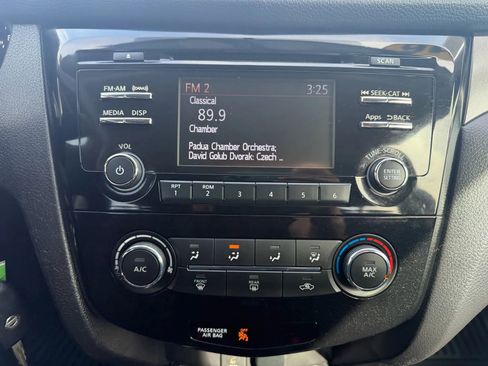 SCAN
FM·AM
MEDIA DISP
VOL
FM 2 3:25
Classical
89.9
Chamber
Padua Chamber Orchestra;
David Golub Dvorak: Czech ...
SEEK·CAT
Apps BACK
TUNE·SCROLL
ENTER
SETTING
RPT
1
RDM
2
3 4 5 6
A/C
MAX
A/C
FRONT
REAR
PASSENGER
AIR BAG
OFF